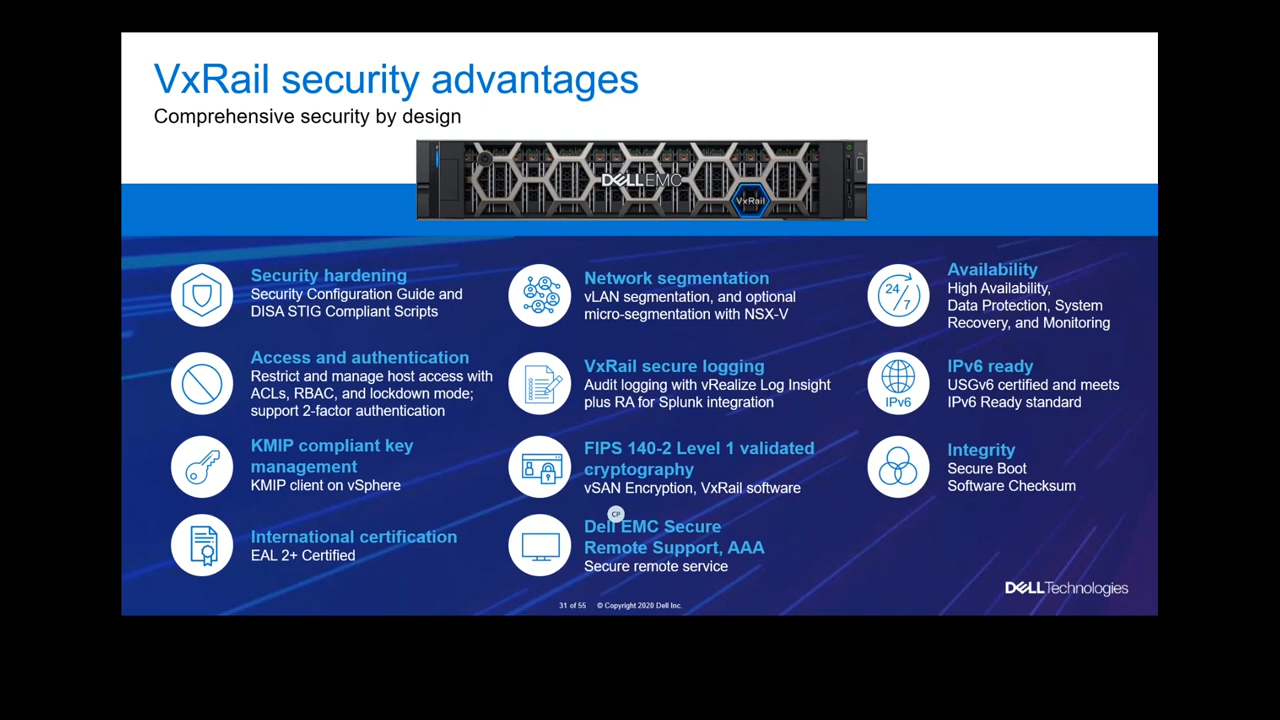 VxRail security advantages
Comprehensive security by design
DELLEMC
VxRail
Security hardening
Security Configuration Guide and
DISA STIG Compliant Scripts
Access and authentication
Restrict and manage host access with
ACLs, RBAC, and lockdown mode;
support 2-factor authentication
KMIP compliant key
management
KMIP client on vSphere
International certification
EAL 2+ Certified
Network segmentation
vLAN segmentation, and optional
micro-segmentation with NSX-V
VxRail secure logging
Audit logging with vRealize Log Insight
plus RA for Splunk integration
FIPS 140-2 Level 1 validated
cryptography
vSAN Encryption, VxRail software
CP
Dell EMC Secure
Remote Support, AAA
Secure remote service
24/7
Availability
High Availability,
Data Protection, System
Recovery, and Monitoring
IPv6
IPv6 ready
USGv6 certified and meets
IPv6 Ready standard
Integrity
Secure Boot
Software Checksum
DELLTechnologies
31 of 55 © Copyright 2020 Dell Inc.